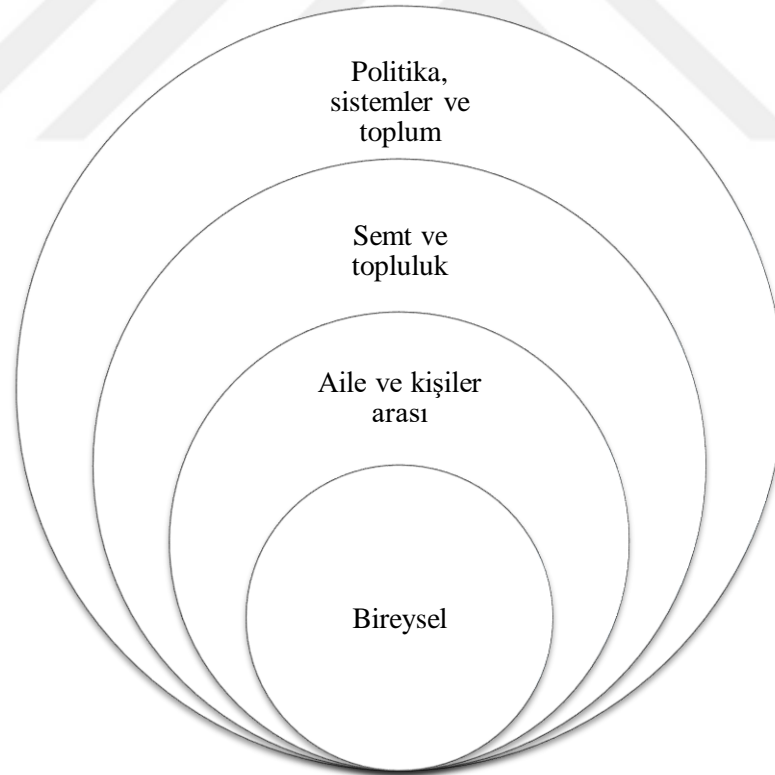 Politika,
sistemler ve
toplum
Semt ve
topluluk
Aile ve kişiler
arası
Bireysel